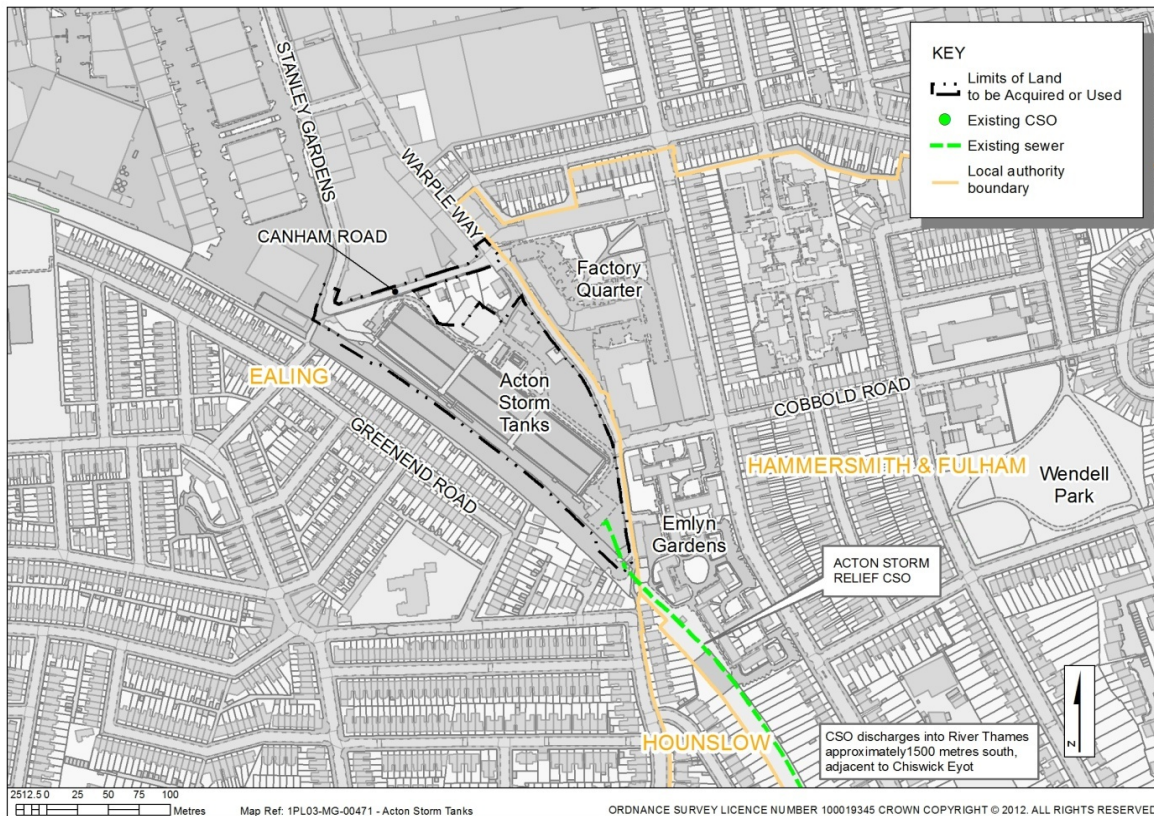 KEY
Limits of Land
to be Acquired or Used
Existing CSO
Existing sewer
Local authority
boundary
STANLEY GARDENS
WARPLE WAY
CANHAM ROAD
Factory
Quarter
EALING
Acton
Storm
Tanks
GREENEND ROAD
COBBOLD ROAD
HAMMERSMITH & FULHAM
Wendell
Park
Emlyn
Gardens
ACTON STORM
RELIEF CSO
HOUNSLOW
CSO discharges into River Thames
approximately1500 metres south,
adjacent to Chiswick Eyot
N
2512.5 0 25 50 75 100
Metres
Map Ref: 1PL03-MG-00471 - Acton Storm Tanks
ORDNANCE SURVEY LICENCE NUMBER 100019345 CROWN COPYRIGHT © 2012. ALL RIGHTS RESERVED